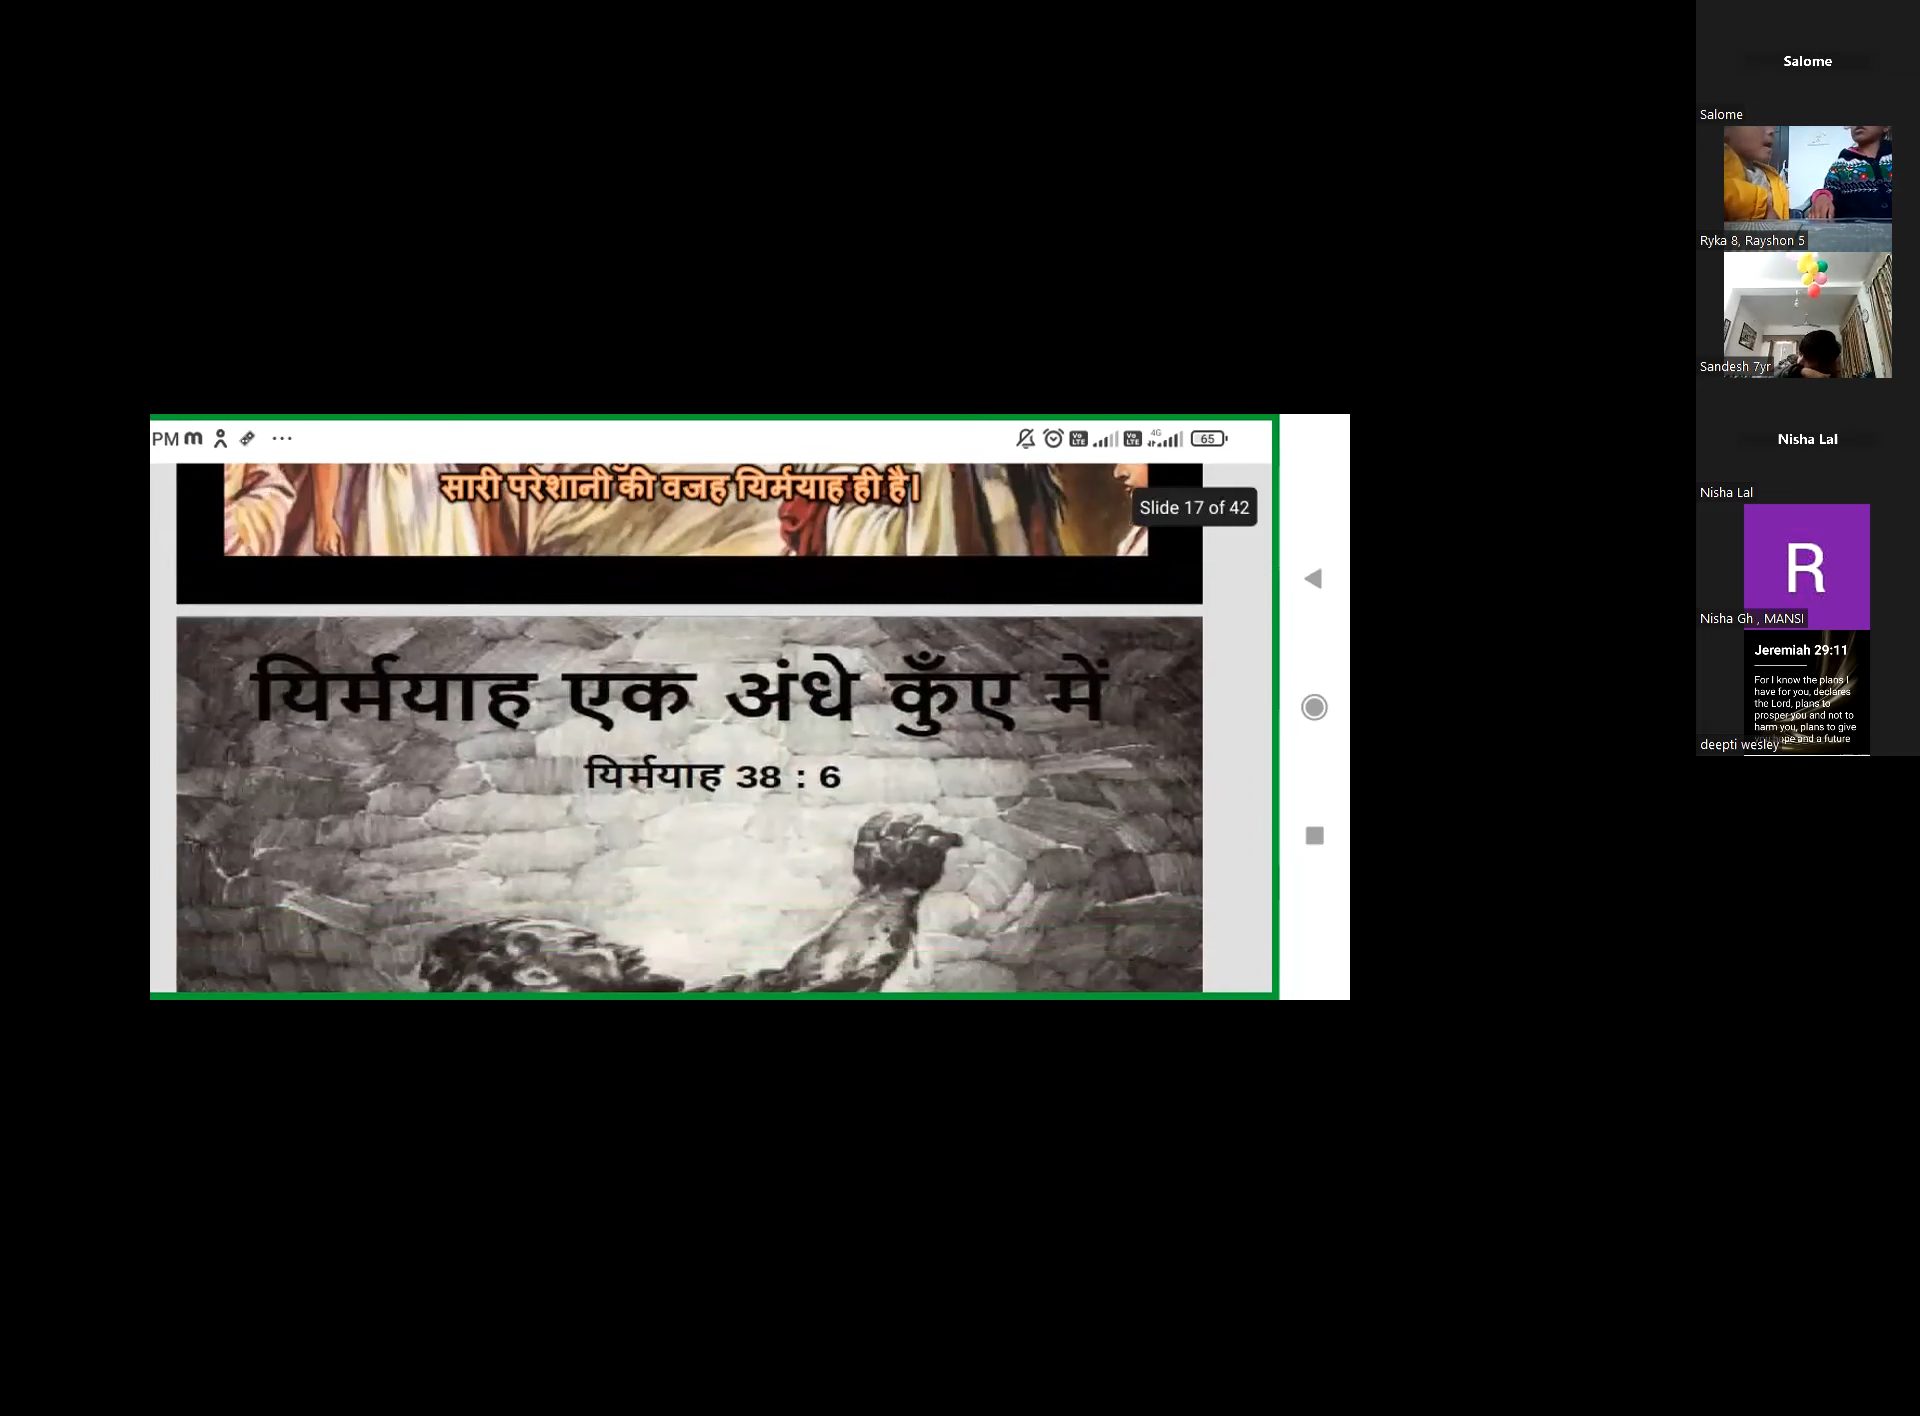 PM
65
4G
सारी परेशानी की वजह यिर्मयाह ही है।
Slide 17 of 42
यिर्मयाह एक अंधे कुँए में
यिर्मयाह 38 : 6
Salome
Salome
Ryka 8, Rayshon 5
Sandesh 7yr
Nisha Lal
Nisha Lal
R
Nisha Gh , MANSI
Jeremiah 29:11
For I know the plans I
have for you, declares
the Lord, plans to
prosper you and not to
harm you, plans to give
you hope and a future
deepti wesley